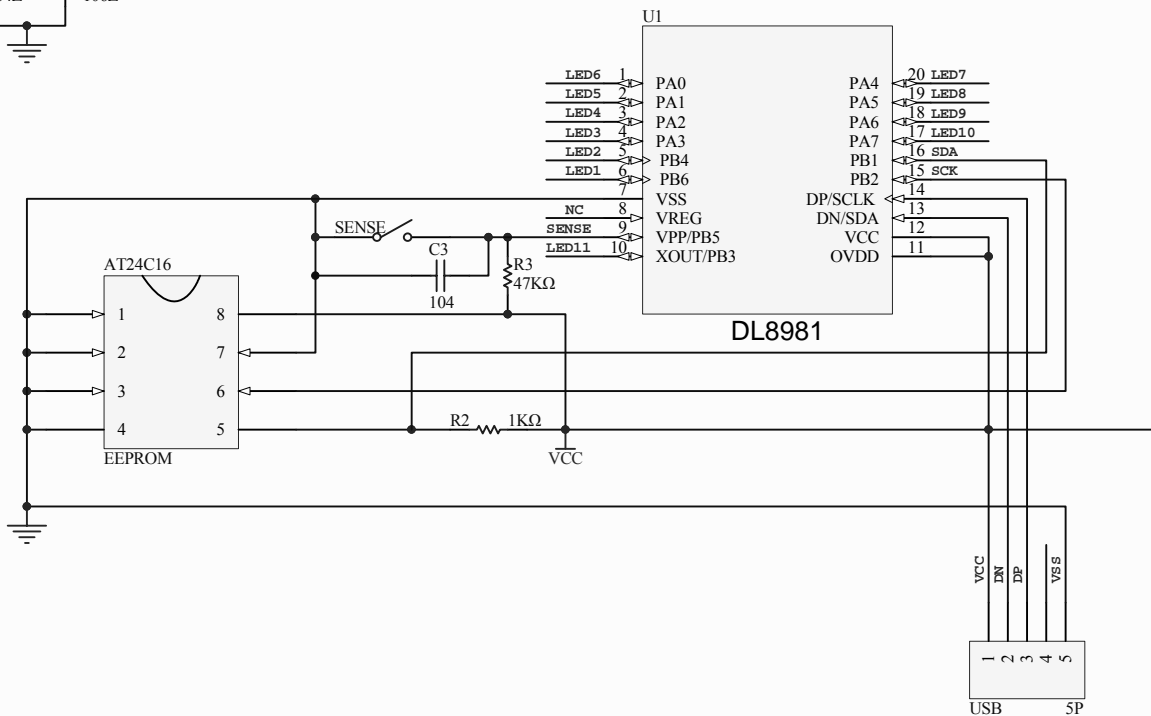 U1
LED6 1 PA0 PA4 20 LED7
LED5 2 PA1 PA5 19 LED8
LED4 3 PA2 PA6 18 LED9
LED3 4 PA3 PA7 17 LED10
LED2 5 PB4 PB1 16 SDA
LED1 6 PB6 PB2 15 SCK
7 VSS DP/SCLK 14
NC 8 VREG DN/SDA 13
SENSE SENSE 9 VPP/PB5 VCC 12
LED11 10 XOUT/PB3 OVDD 11
C3
104
R3
47KΩ
DL8981
AT24C16
1 8
2 7
3 6
4 5
EEPROM
R2 1KΩ
VCC
VCC
DN
DP
VSS
1
2
3
4
5
USB 5P